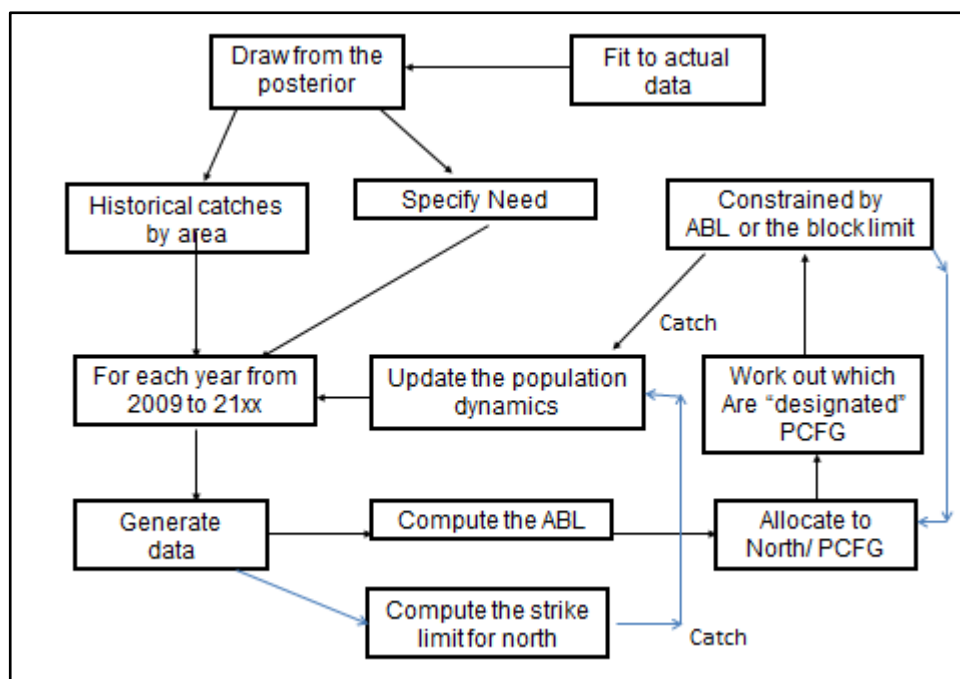 Draw from the
posterior
Fit to actual
data
Historical catches
by area
Specify Need
Constrained by
ABL or the block limit
Catch
For each year from
2009 to 21xx
Update the population
dynamics
Work out which
Are “designated”
PCFG
Generate
data
Compute the ABL
Allocate to
North/ PCFG
Compute the strike
limit for north
Catch